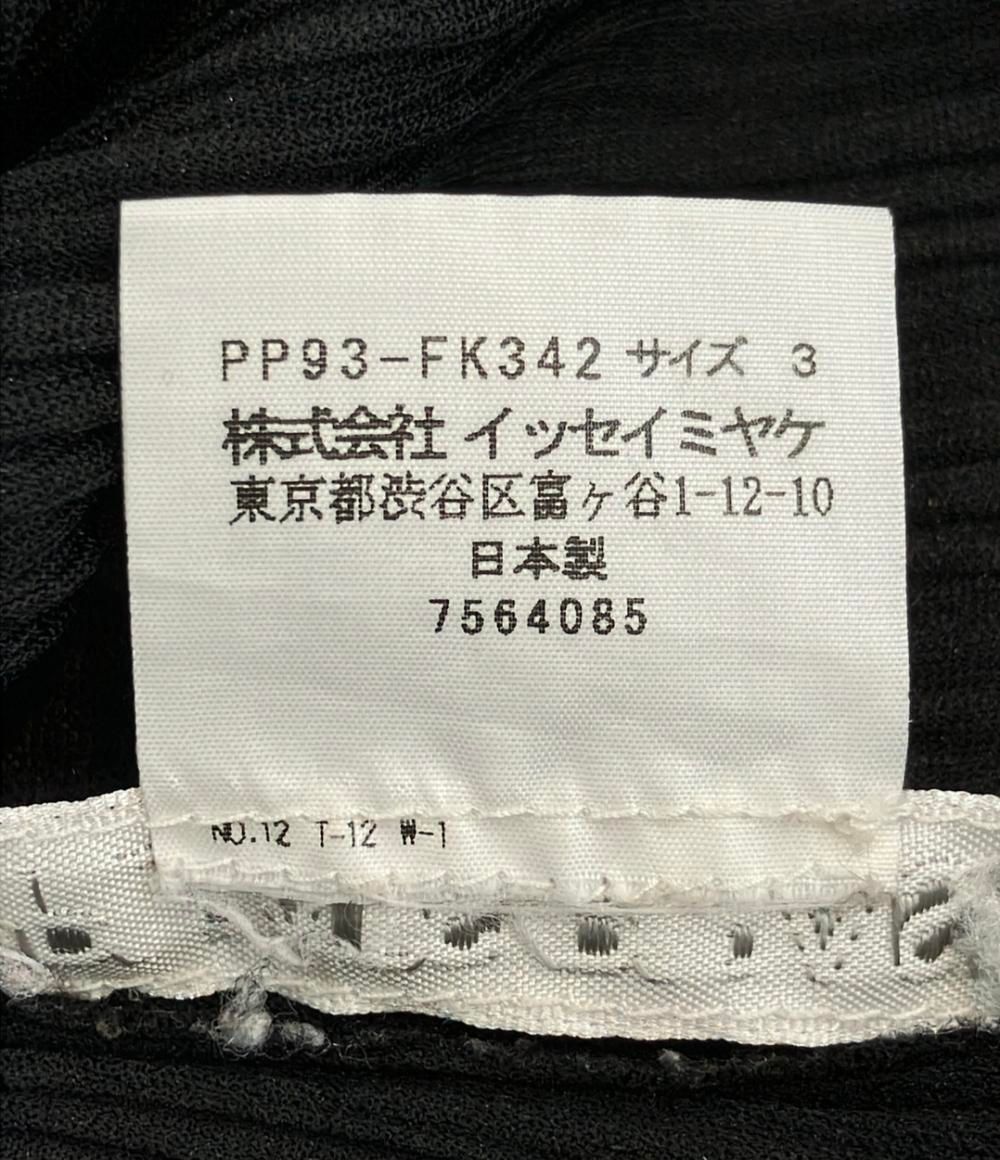 PP93-FK342 サイズ 3
株式会社 イッセイミヤケ
東京都渋谷区富ヶ谷1-12-10
日本製
7564085
NO.12 T-12 W-1